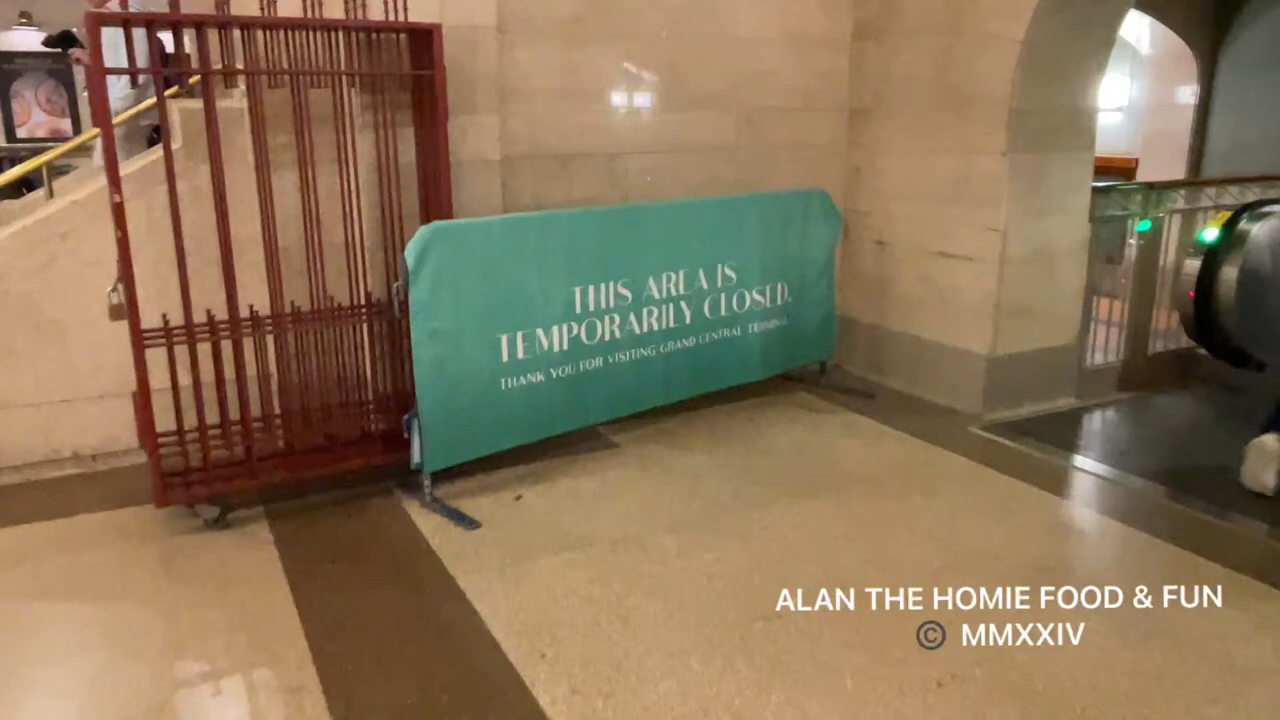 THIS AREA IS
TEMPORARILY CLOSED.
THANK YOU FOR VISITING GRAND CENTRAL TERMINAL
ALAN THE HOMIE FOOD & FUN
© MMXXIV